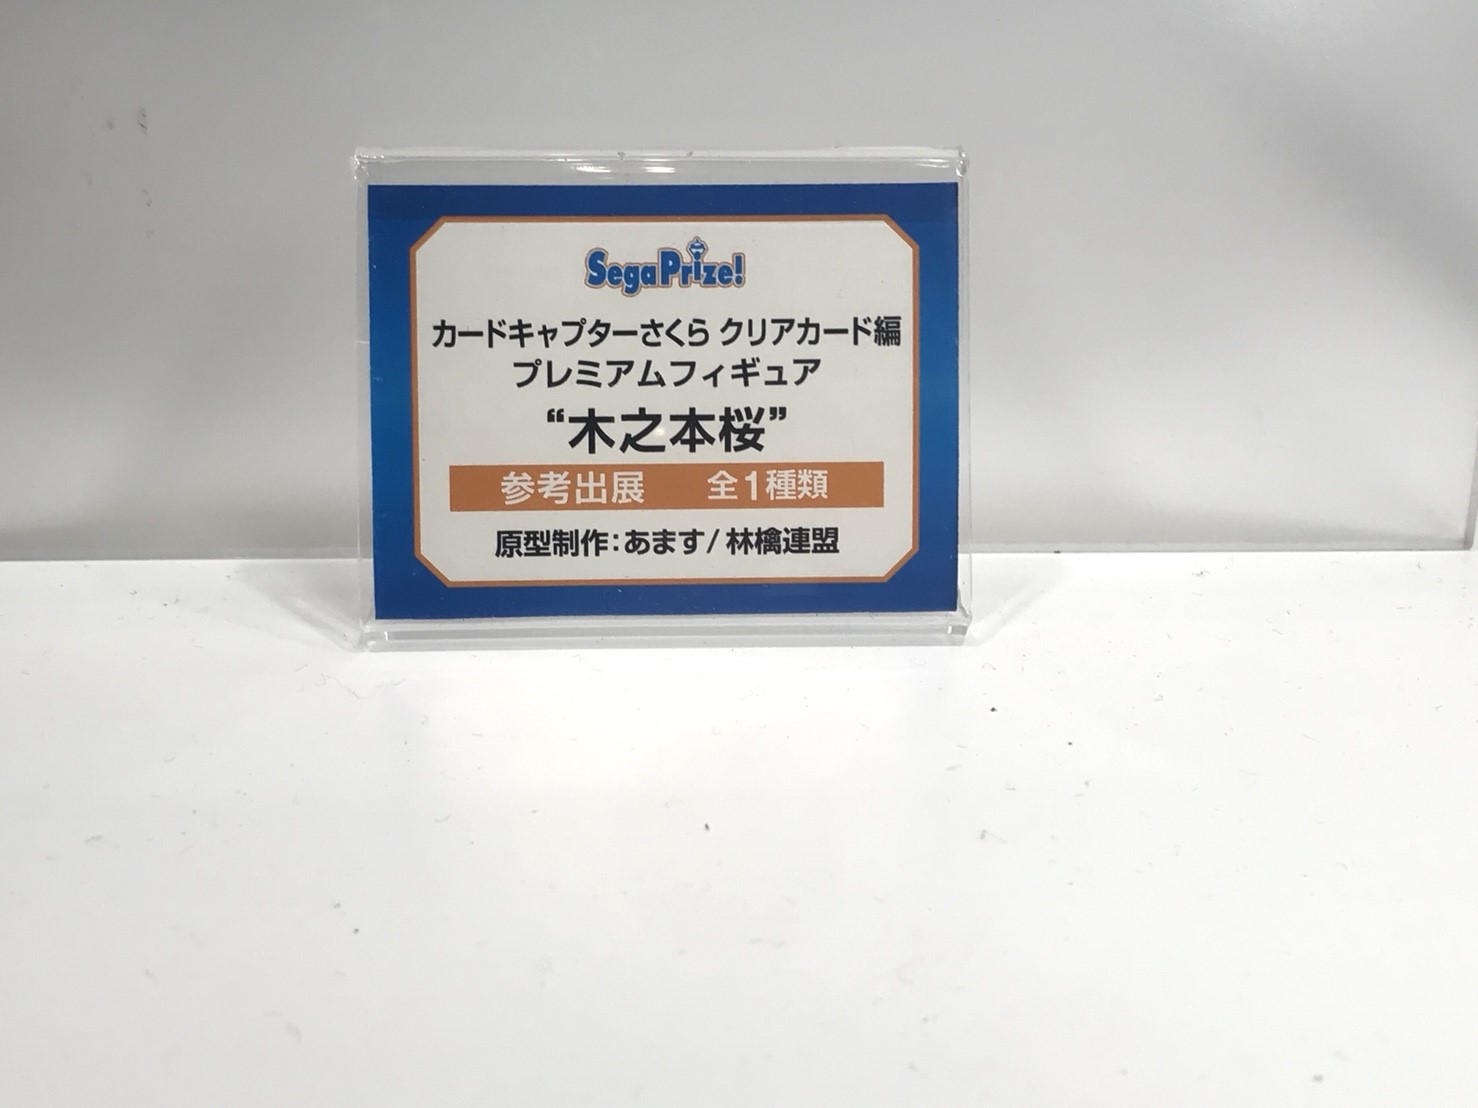 SegaPrize!
カードキャプターさくら クリアカード編
プレミアムフィギュア
“木之本桜”
参考出展 全1種類
原型制作:あます/林檎連盟